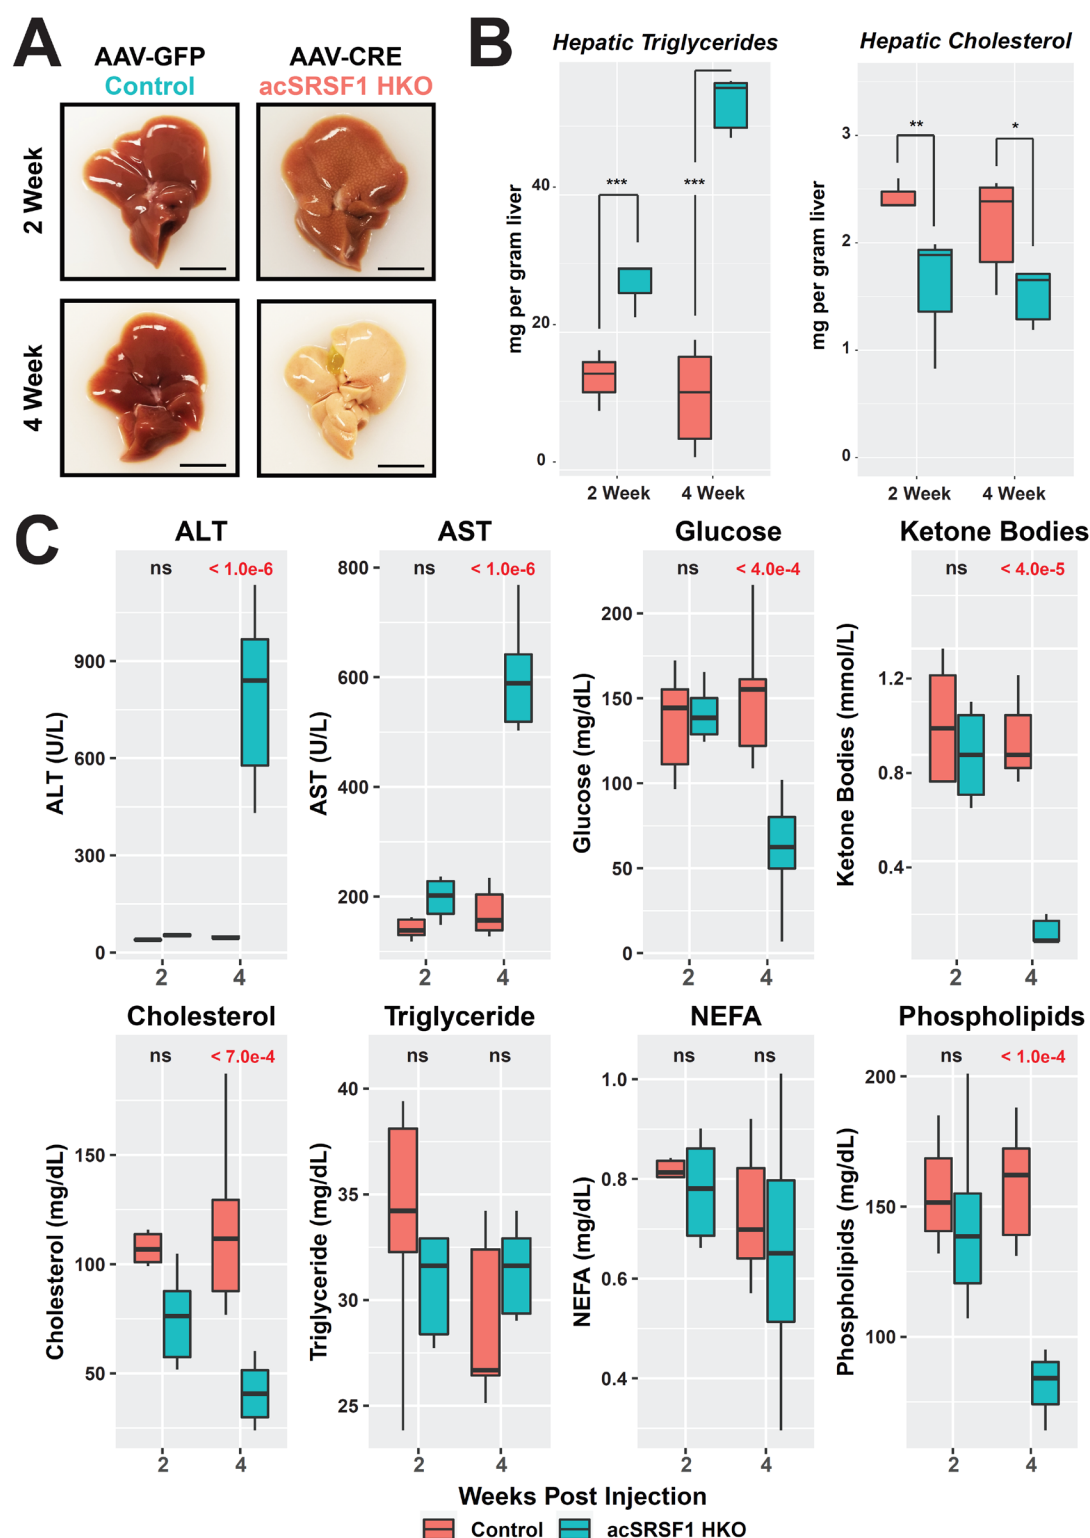 A
AAV-GFP
Control
AAV-CRE
acSRSF1 HKO
2 Week
4 Week
B
Hepatic Triglycerides
mg per gram liver
40
20
0
***
***
2 Week
4 Week
Hepatic Cholesterol
mg per gram liver
3
2
1
0
**
*
2 Week
4 Week
C
ALT
ns
< 1.0e-6
ALT (U/L)
900
600
300
0
2
4
AST
ns
< 1.0e-6
AST (U/L)
800
600
400
200
2
4
Glucose
ns
< 4.0e-4
Glucose (mg/dL)
200
150
100
50
0
2
4
Ketone Bodies
ns
< 4.0e-5
Ketone Bodies (mmol/L)
1.2
0.8
0.4
2
4
Cholesterol
ns
< 7.0e-4
Cholesterol (mg/dL)
150
100
50
2
4
Triglyceride
ns
ns
Triglyceride (mg/dL)
40
35
30
25
2
4
NEFA
ns
ns
NEFA (mg/dL)
1.0
0.8
0.6
0.4
2
4
Phospholipids
ns
< 1.0e-4
Phospholipids (mg/dL)
200
150
100
2
4
Weeks Post Injection
Control
acSRSF1 HKO